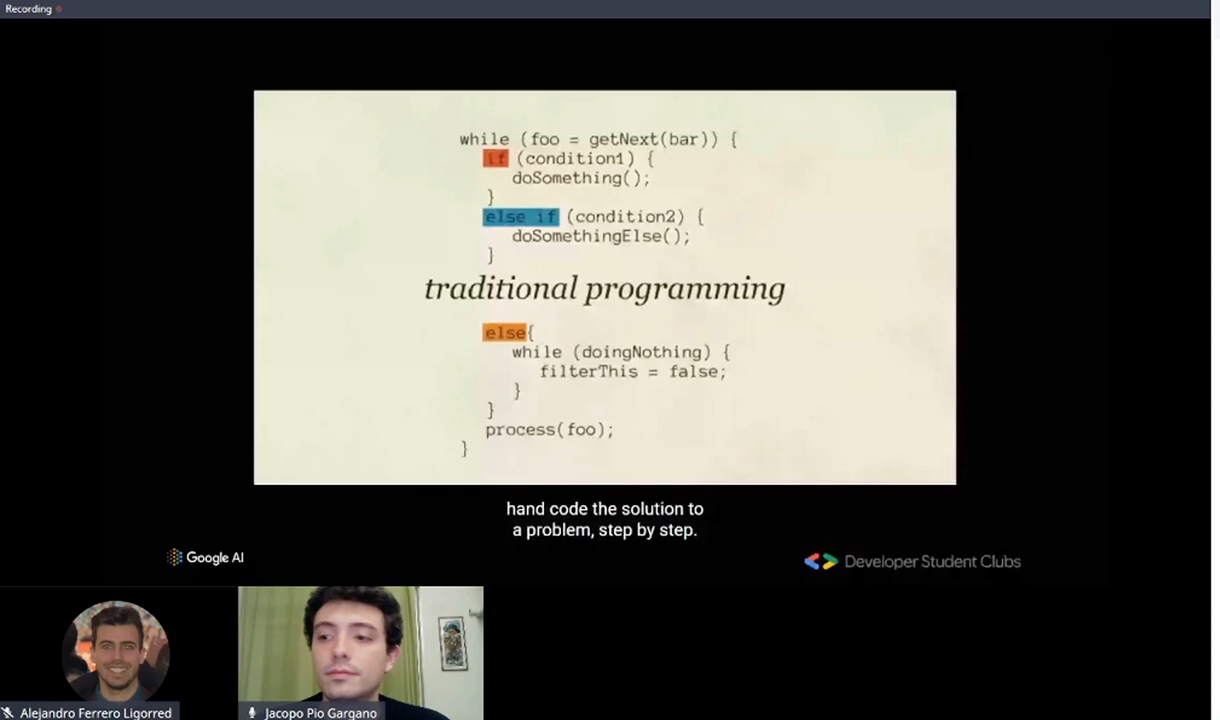 Recording
while (foo = getNext(bar)) {
if (condition1) {
doSomething();
}
else if (condition2) {
doSomethingElse();
}
traditional programming
else{
while (doingNothing) {
filterThis = false;
}
}
process(foo);
}
hand code the solution to
a problem, step by step.
Google AI
Developer Student Clubs
Alejandro Ferrero Ligorred
Jacopo Pio Gargano